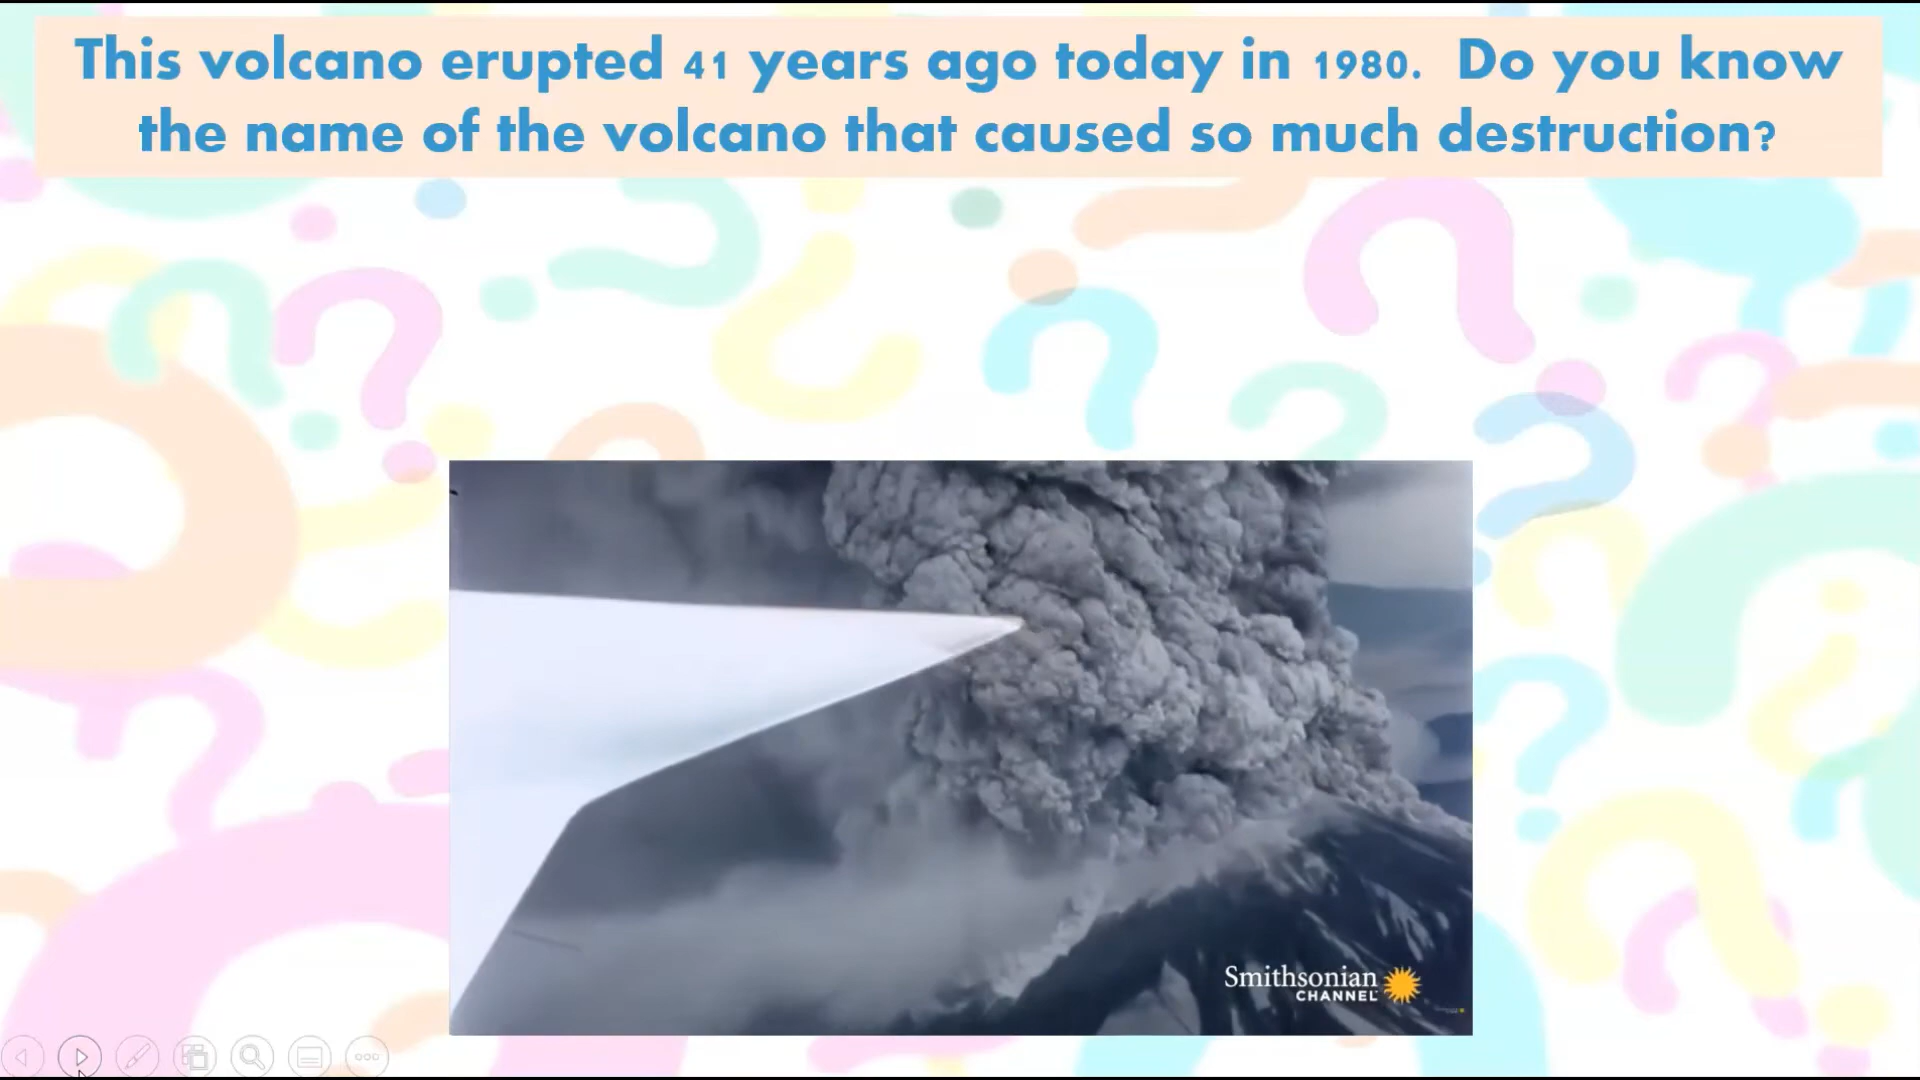 This volcano erupted 41 years ago today in 1980. Do you know
the name of the volcano that caused so much destruction?
Smithsonian
CHANNEL